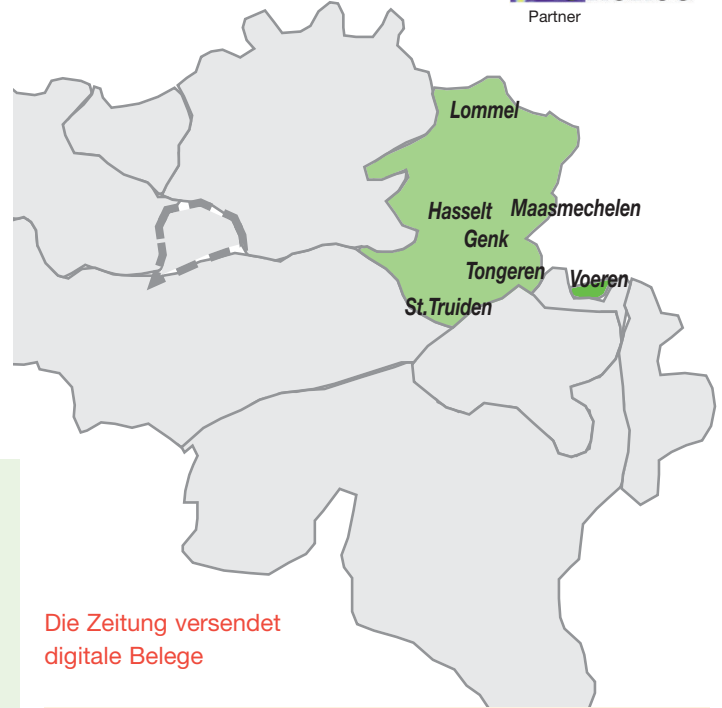 Partner
Lommel
Hasselt
Maasmechelen
Genk
Tongeren
Voeren
St.Truiden
Die Zeitung versendet
digitale Belege